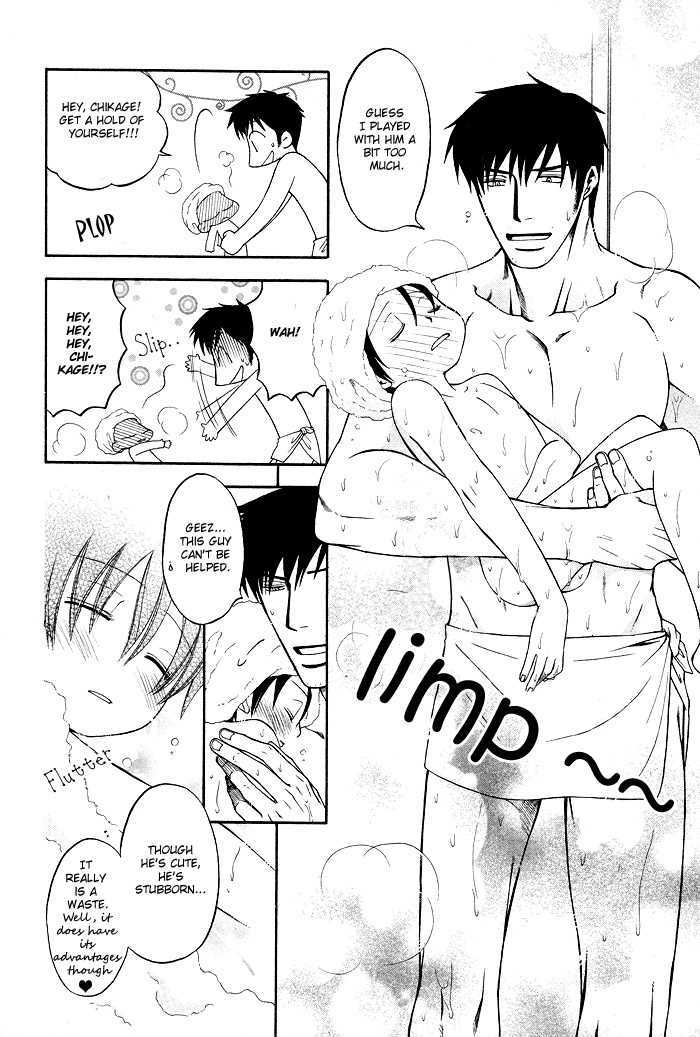 GUESS
I PLAYED
WITH HIM A
BIT TOO
MUCH.
limp ~~
HEY, CHIKAGE!
GET A HOLD OF
YOURSELF!!!
PLOP
WAH!
Slip..
HEY,
HEY,
HEY,
CHI-
KAGE!!?
GEEZ...
THIS GUY
CAN'T BE
HELPED.
Flutter
THOUGH
HE'S CUTE,
HE'S
STUBBORN...
IT
REALLY
IS A
WASTE.
Well, it
does have
its
advantages
though
♥